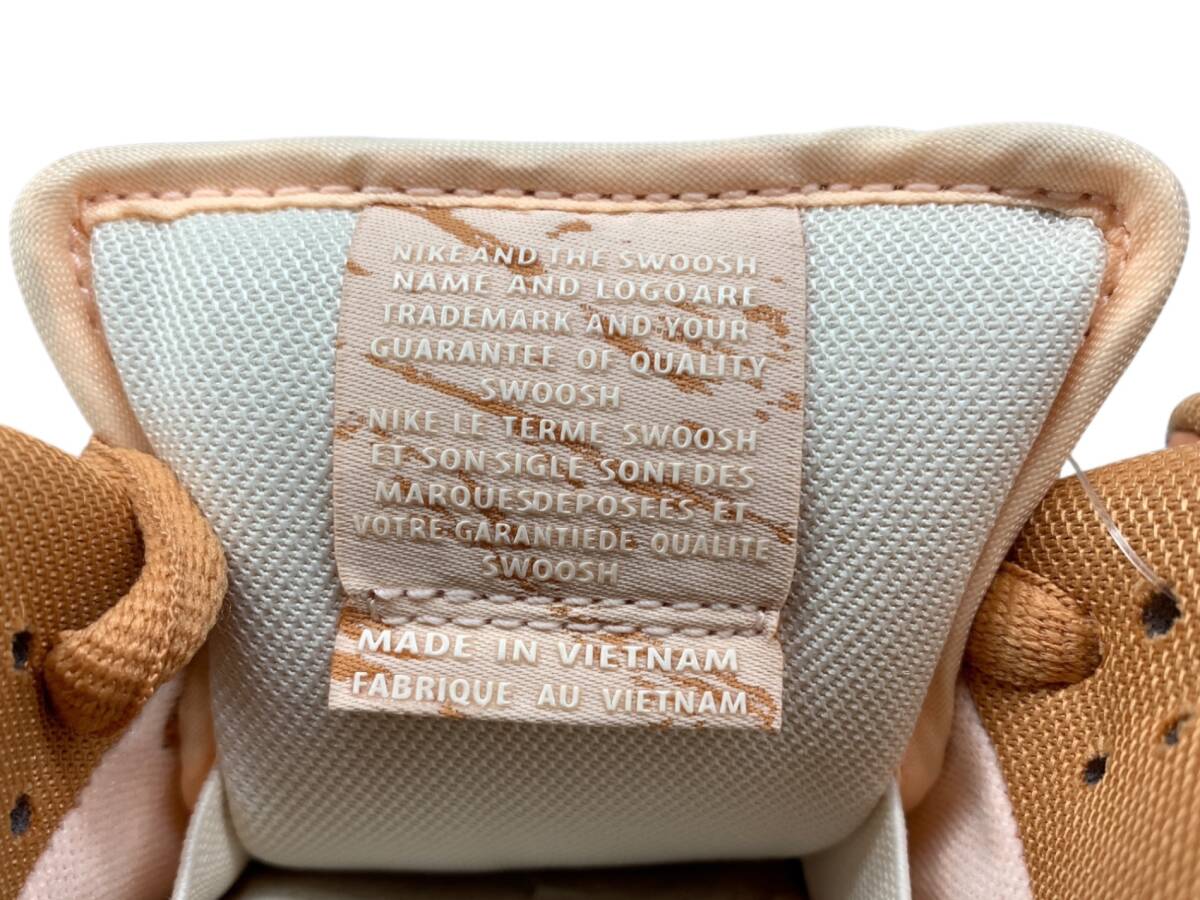 NIKE AND THE SWOOSH
NAME AND LOGOARE
TRADEMARK AND YOUR
GUARANTEE OF QUALITY
SWOOSH
NIKE LE TERME SWOOSH
ET SON SIGLE SONT DES
MARQUESDEPOSEES ET
VOTRE GARANTIEDE QUALITE
SWOOSH
MADE IN VIETNAM
FABRIQUE AU VIETNAM